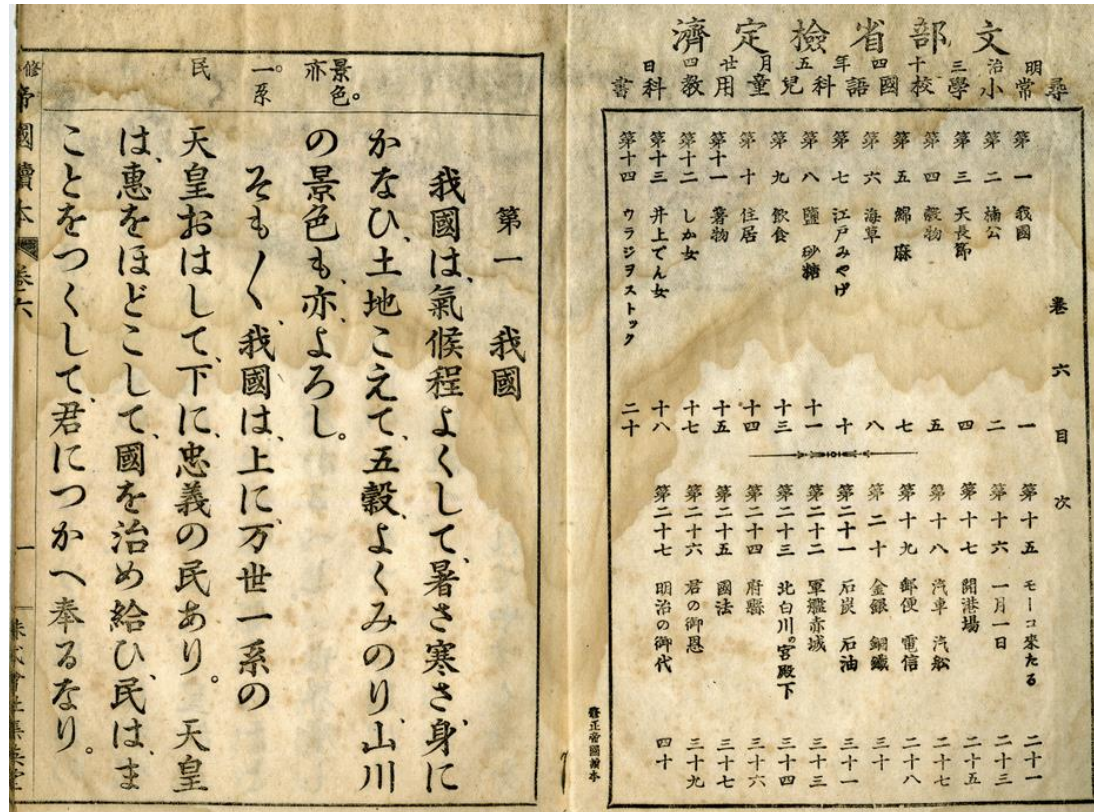 文部省檢定濟
明治三十四年五月廿四日
尋常小學校國語科兒童用教科書
卷六目次
第一 我國 一
第二 楠公 二
第三 天長節 四
第四 穀物 五
第五 綿 麻 七
第六 海草 八
第七 江戸みやげ 十
第八 鹽 砂糖 十一
第九 飮食 十三
第十 住居 十四
第十一 著物 十五
第十二 しか女 十七
第十三 井上でん女 十八
第十四 ウラジヲストック 二十
第十五 モーコ來たる 二十一
第十六 一月一日 二十三
第十七 開港場 二十五
第十八 汽車 汽船 二十七
第十九 郵便 電信 二十八
第二十 金銀 銅鐵 三十
第二十一 石炭 石油 三十一
第二十二 軍艦赤城 三十三
第二十三 北白川の宮殿下 三十四
第二十四 府縣 三十六
第二十五 國法 三十七
第二十六 君の御恩 三十九
第二十七 明治の御代 四十
修正帝國讀本
第一 我國
我國は、氣候程よくして、暑さ寒さ、身に
かなひ、土地こえて、五穀、よくみのり、山川
の景色も、亦、よろし。
そも〱、我國は、上に、万世一系の
天皇おはして、下に、忠義の民あり。 天皇
は、惠をほどこして、國を治め給ひ、民は、ま
ことをつくして、君につかへ奉るなり。
景色。
亦
一系。
民
帝國讀本 卷六
一
株式會社集英堂